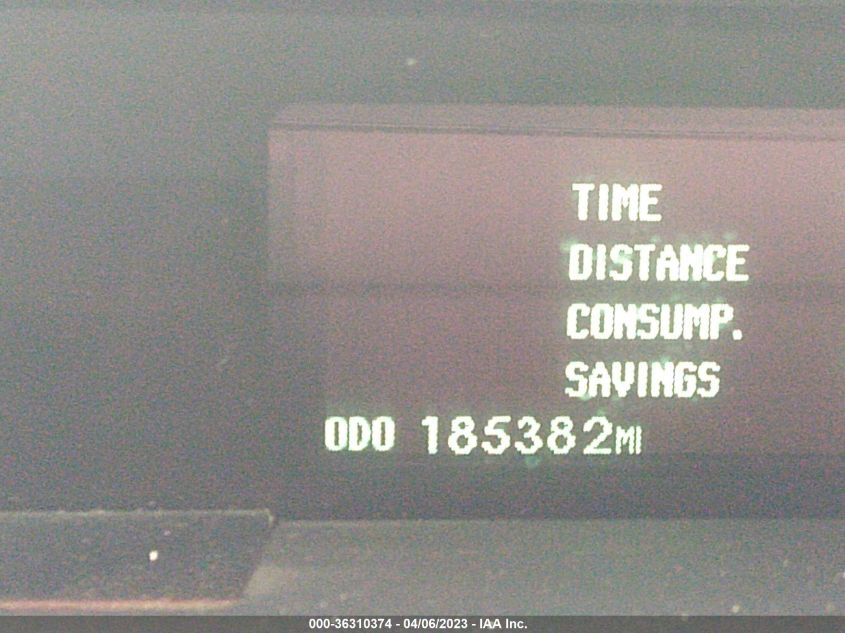 TIME
DISTANCE
CONSUMP.
SAVINGS
ODO 185382MI
000-36310374 - 04/06/2023 - IAA Inc.